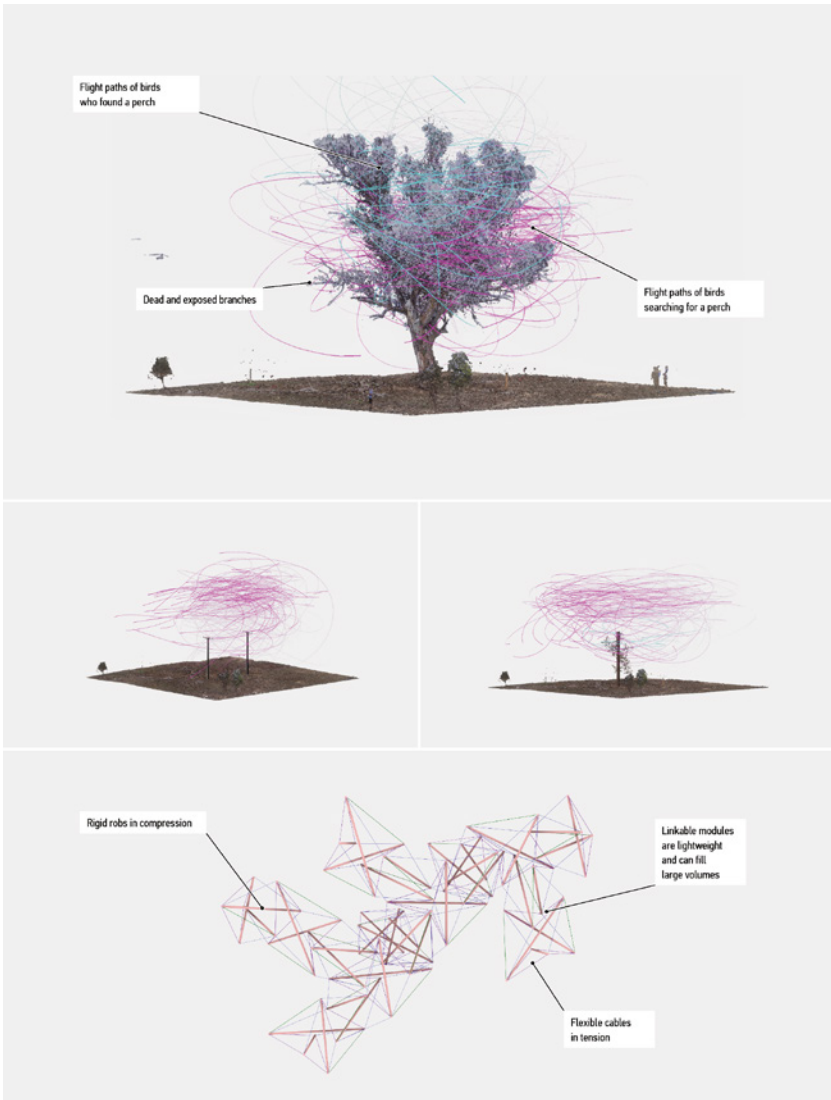 Flight paths of birds
who found a perch
Dead and exposed branches
Flight paths of birds
searching for a perch
Rigid robs in compression
Linkable modules
are lightweight
and can fill
large volumes
Flexible cables
in tension